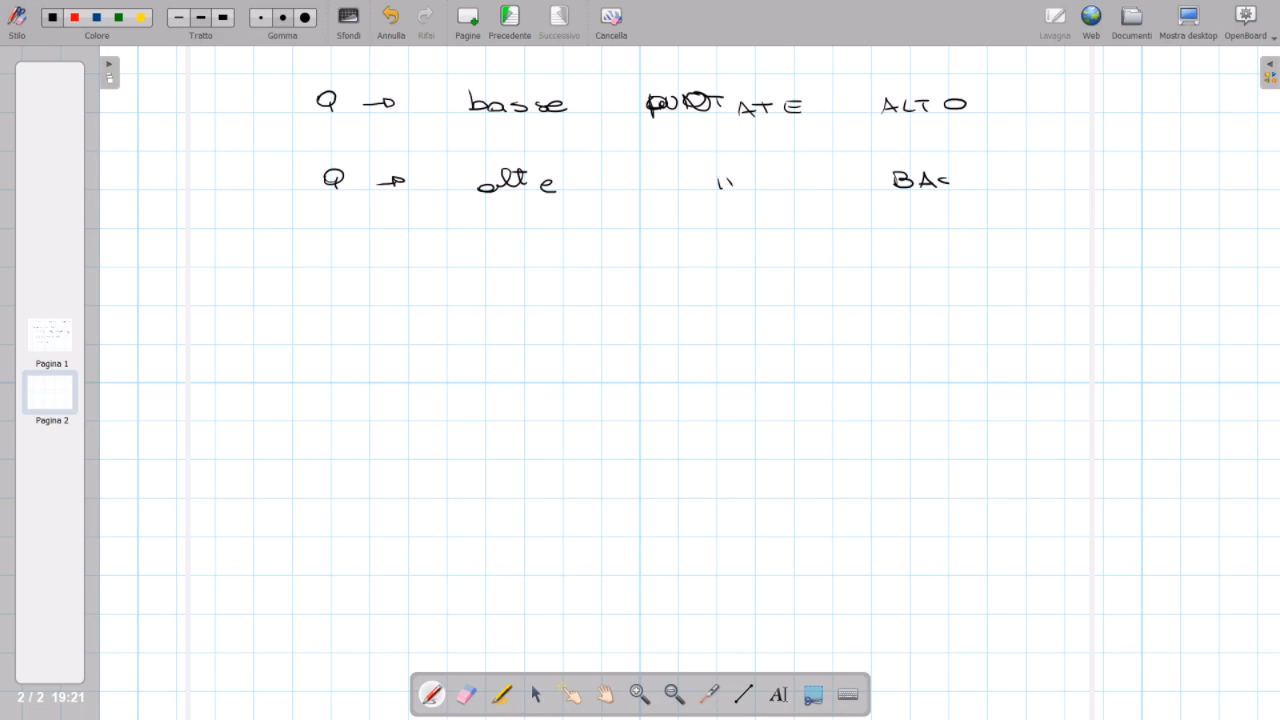 Stilo Colore Tratto Gomma Sfondi Annulla Rifai Pagine Precedente Successivo Cancella Lavagna Web Documenti Mostra desktop OpenBoard
Q → basse PORTATE ALTO
Q → alte " BAS
Pagina 1
Pagina 2
2 / 2 19:21
AI